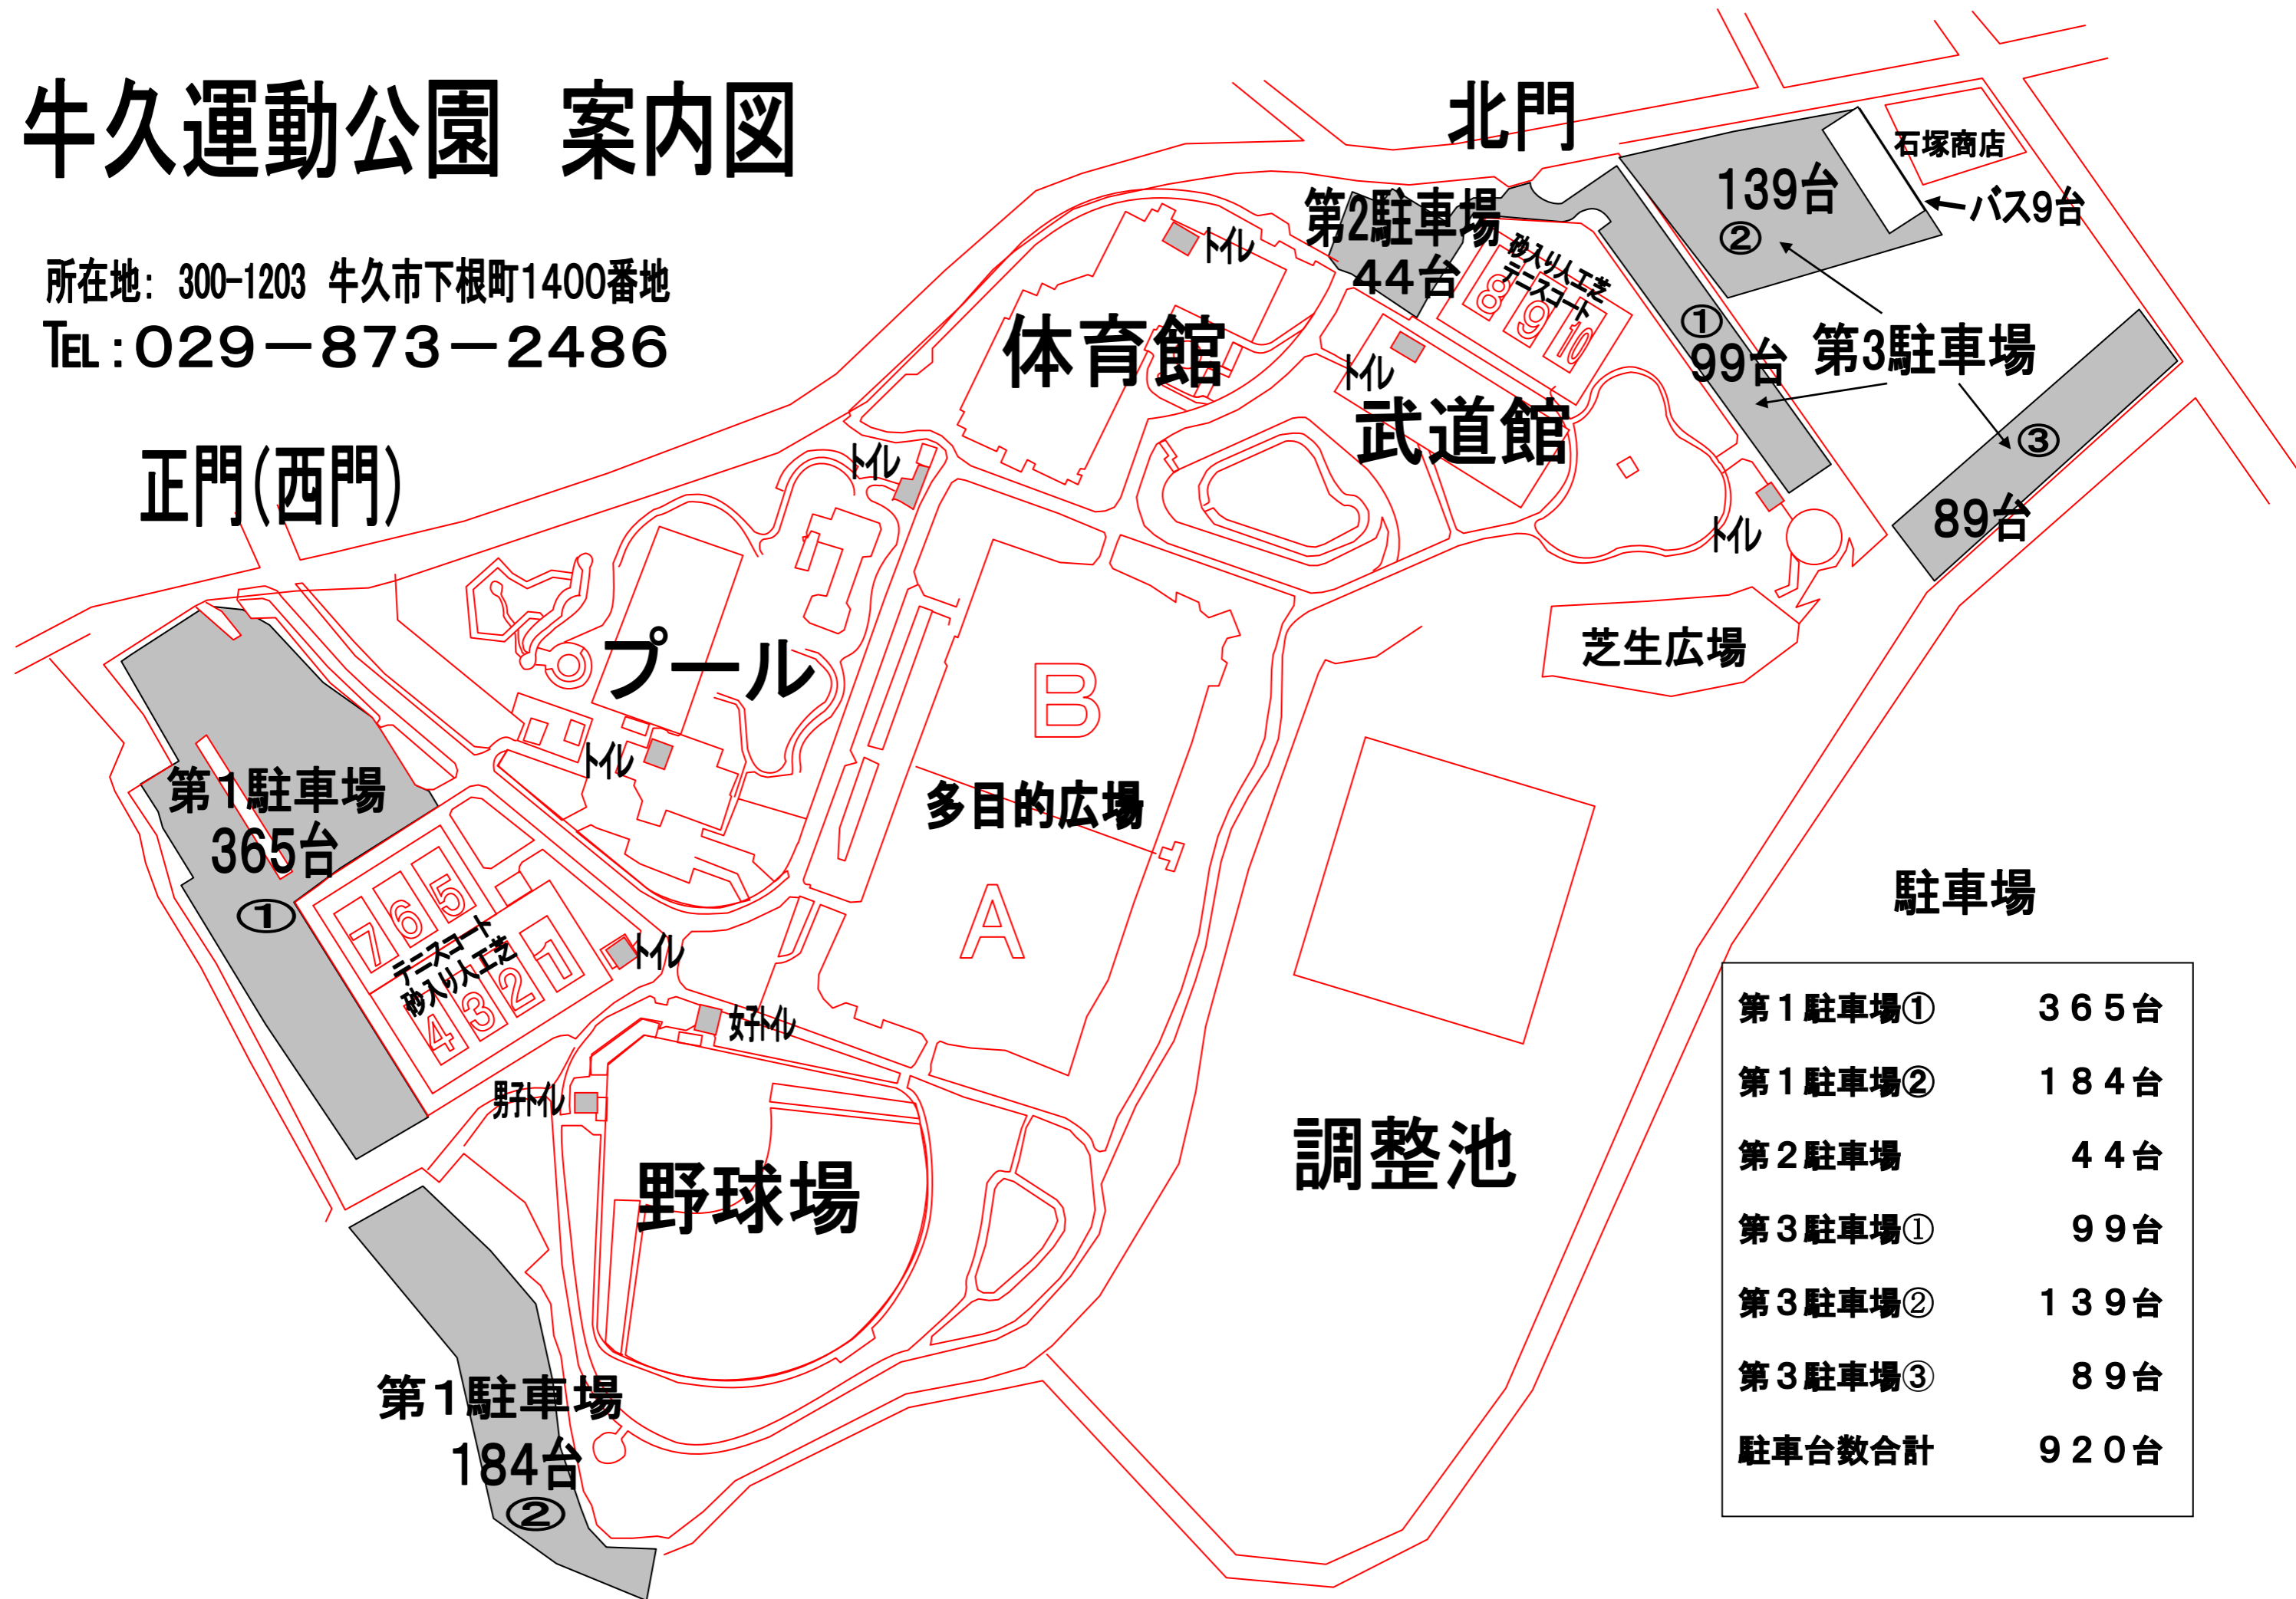 牛久運動公園　案内図
所在地： 300-1203 牛久市下根町1400番地
TEL：029－873－2486
正門(西門)
北門
石塚商店
139台
②
バス9台
第2駐車場
44台
トイレ
砂入り人工芝
テニスコート
8
9
10
①
99台
第3駐車場
体育館
トイレ
武道館
③
89台
トイレ
トイレ
芝生広場
プール
トイレ
B
多目的広場
A
第1駐車場
365台
①
5
6
7
テニスコート
砂入り人工芝
1
2
3
4
トイレ
女子トイレ
男子トイレ
野球場
調整池
第1駐車場
184台
②
駐車場
第１駐車場① ３６５台
第１駐車場② １８４台
第２駐車場 ４４台
第３駐車場① ９９台
第３駐車場② １３９台
第３駐車場③ ８９台
駐車台数合計 ９２０台